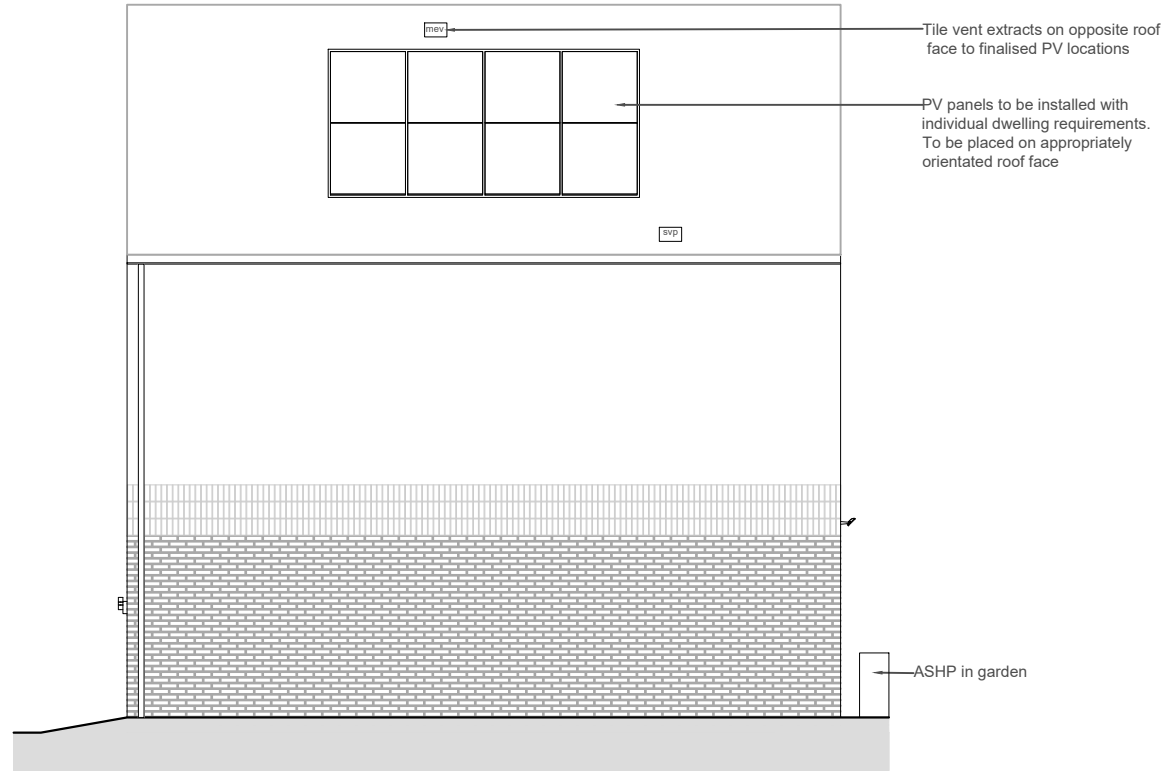 mev
Tile vent extracts on opposite roof
face to finalised PV locations
PV panels to be installed with
individual dwelling requirements.
To be placed on appropriately
orientated roof face
svp
ASHP in garden